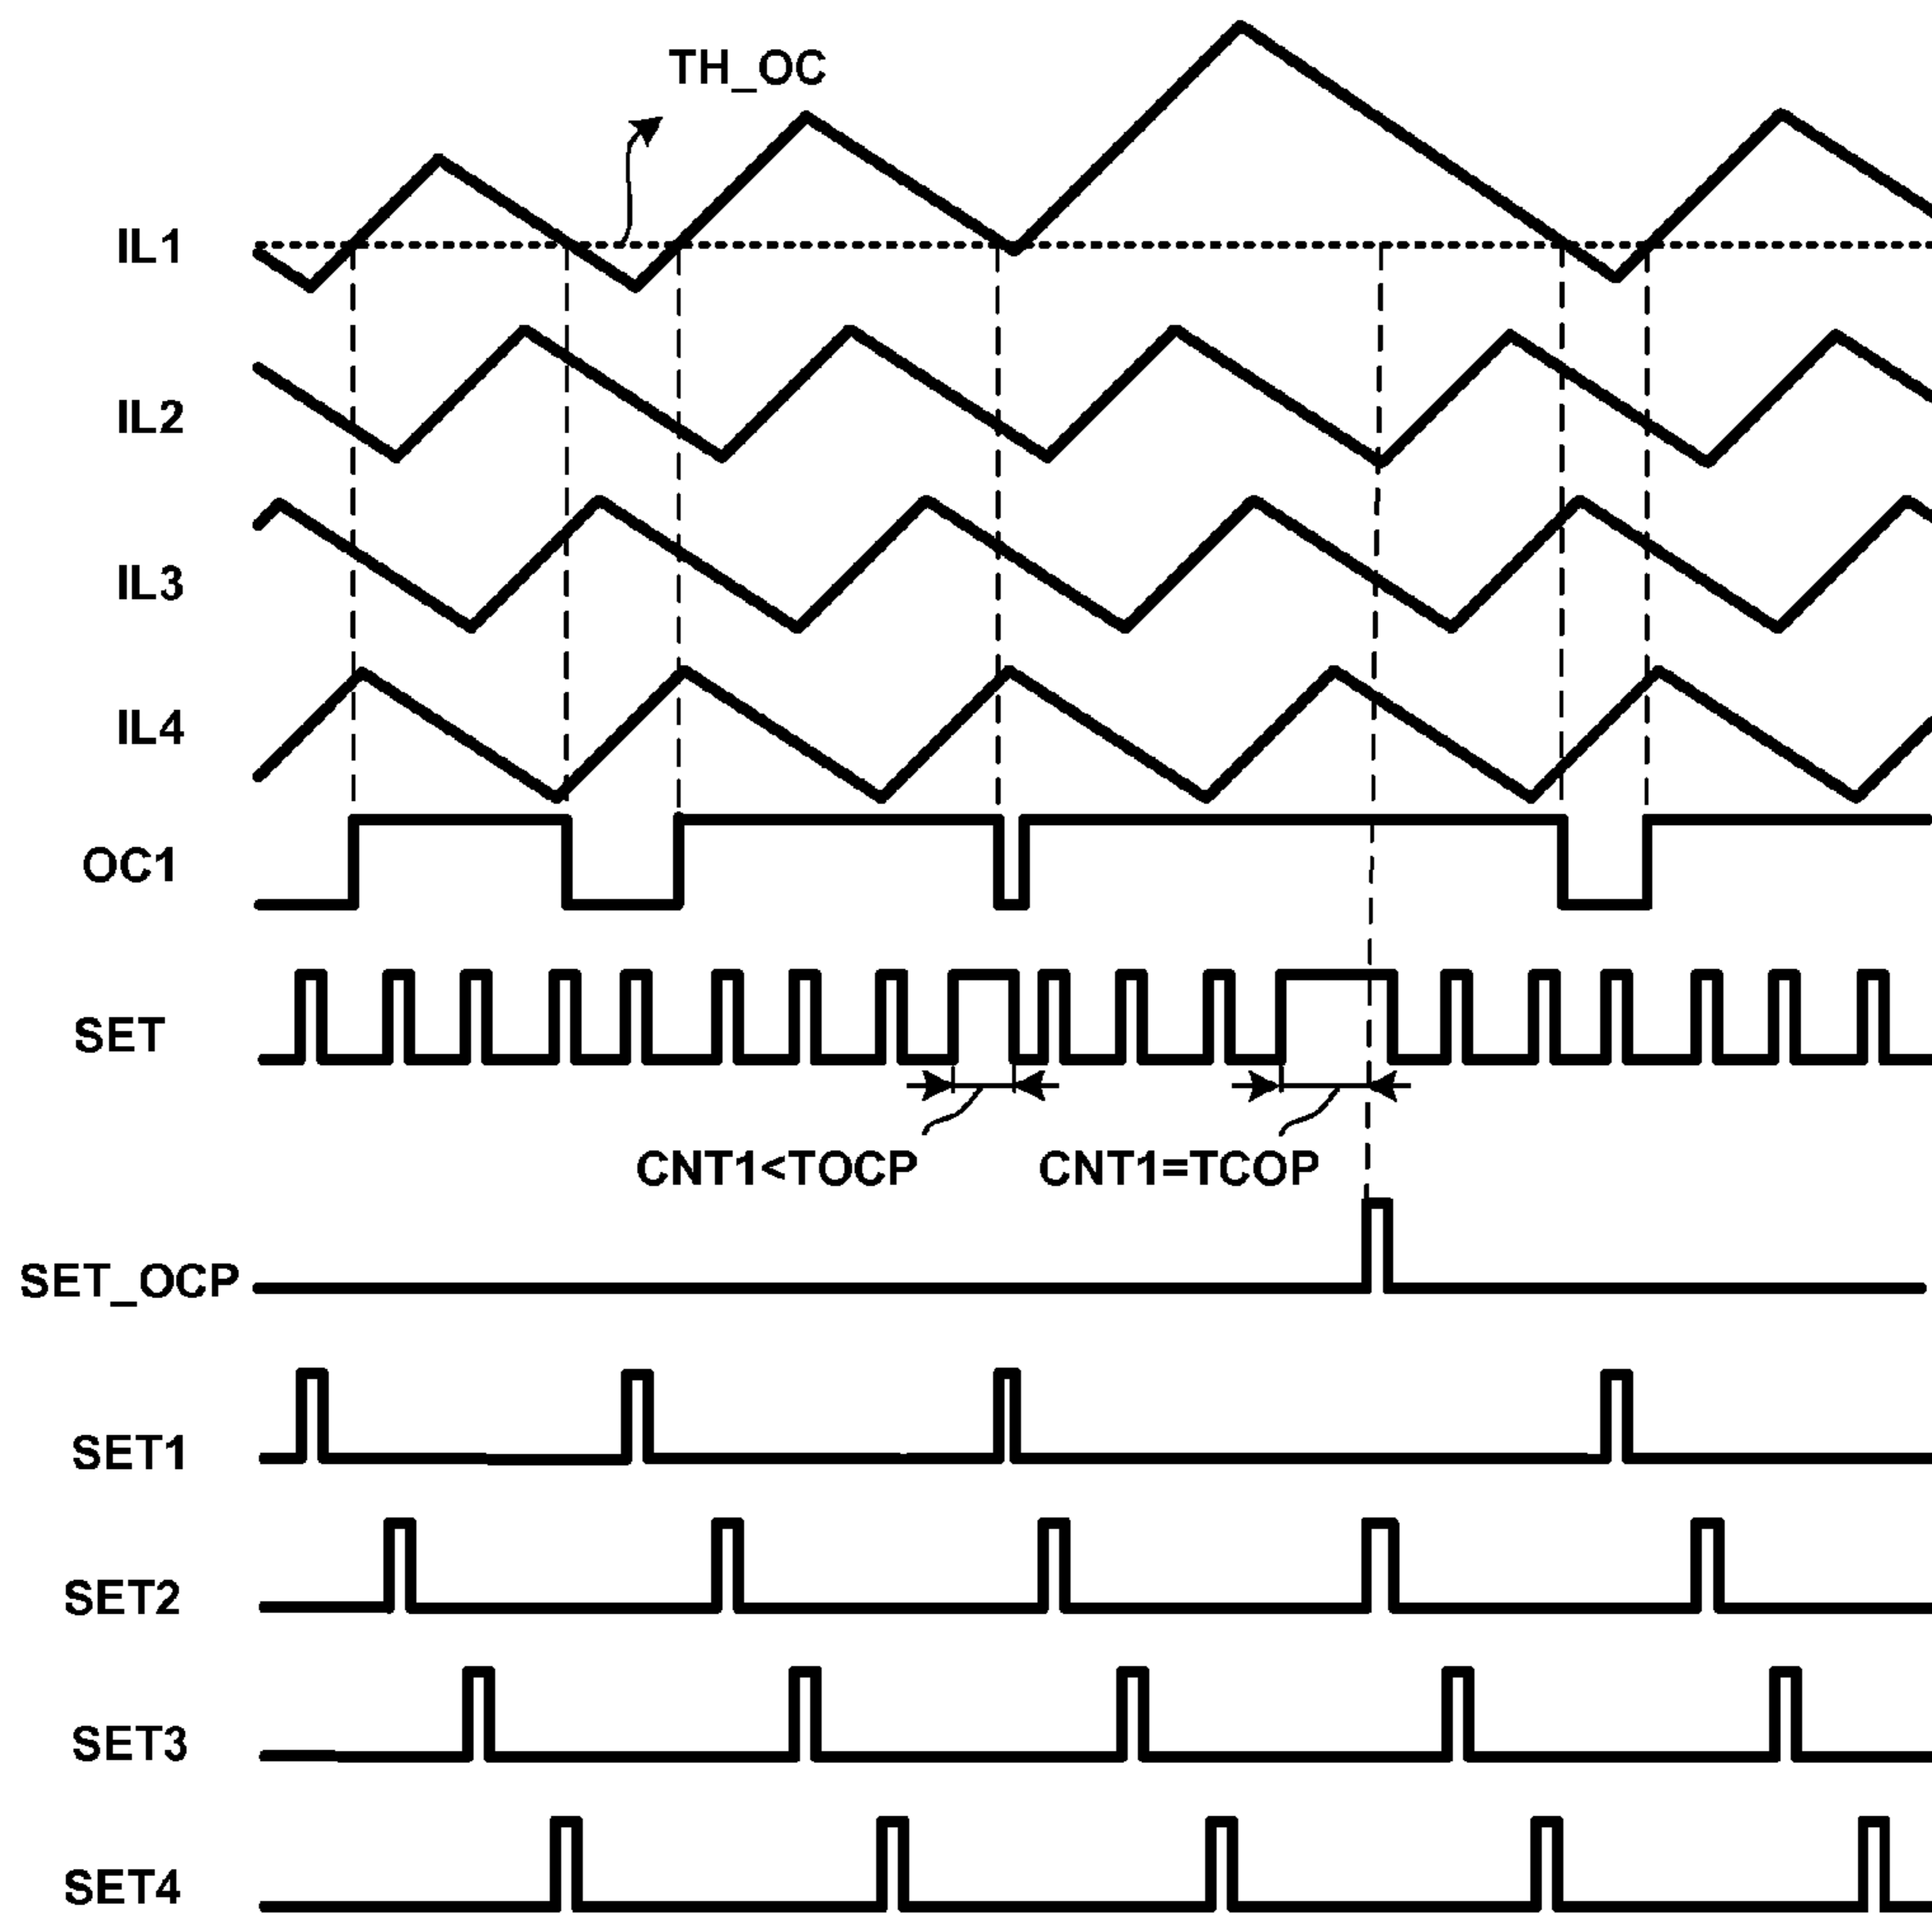 TH_OC
IL1
IL2
IL3
IL4
OC1
SET
CNT1<TOCP CNT1=TCOP
SET_OCP
SET1
SET2
SET3
SET4